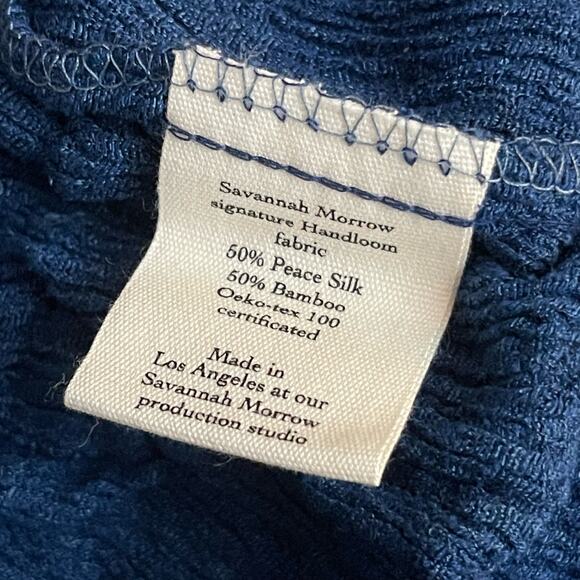 Savannah Morrow
signature Handloom
fabric
50% Peace Silk
50% Bamboo
Oeko-tex 100
certificated
Made in
Los Angeles at our
Savannah Morrow
production studio